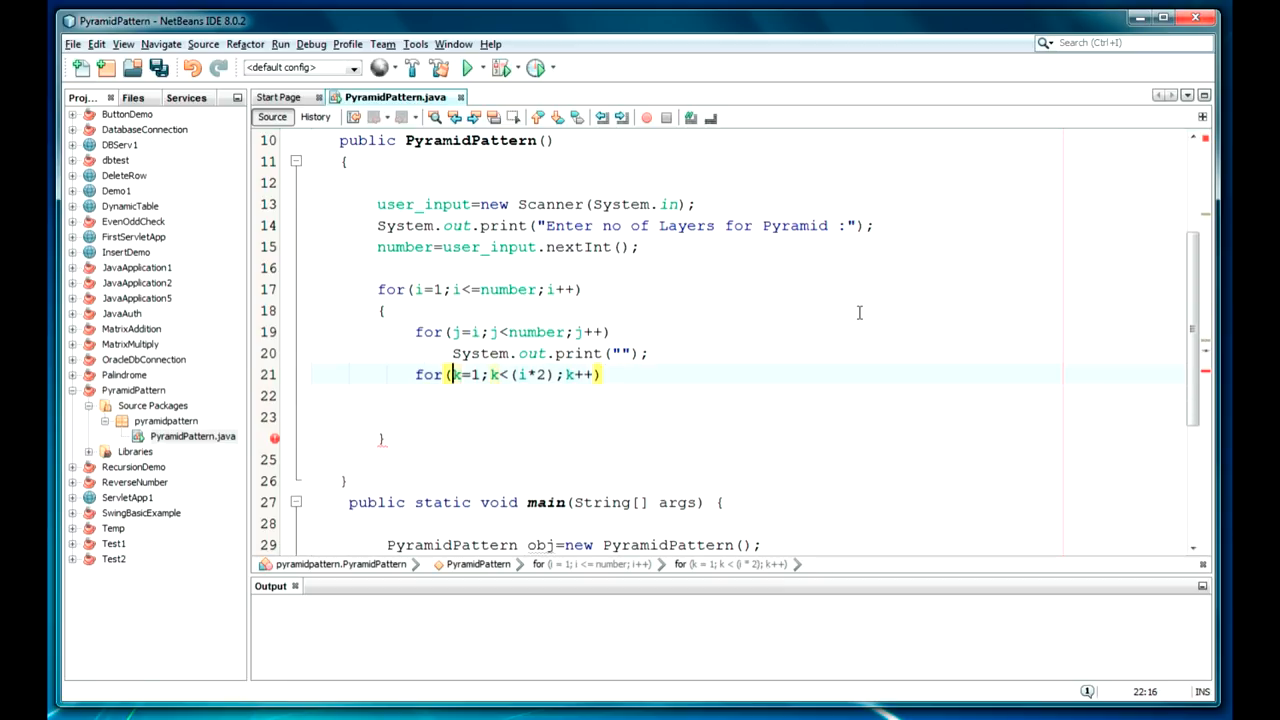 PyramidPattern - NetBeans IDE 8.0.2
File Edit View Navigate Source Refactor Run Debug Profile Team Tools Window Help
Search (Ctrl+I)
<default config>
Proj... Files Services
Start Page PyramidPattern.java
Source History
ButtonDemo
DatabaseConnection
DBServ1
dbtest
DeleteRow
Demo1
DynamicTable
EvenOddCheck
FirstServletApp
InsertDemo
JavaApplication1
JavaApplication2
JavaApplication5
JavaAuth
MatrixAddition
MatrixMultiply
OracleDbConnection
Palindrome
PyramidPattern
Source Packages
pyramidpattern
PyramidPattern.java
Libraries
RecursionDemo
ReverseNumber
ServletApp1
SwingBasicExample
Temp
Test1
Test2
10 public PyramidPattern()
11 {
12
13 user_input=new Scanner(System.in);
14 System.out.print("Enter no of Layers for Pyramid :");
15 number=user_input.nextInt();
16
17 for(i=1;i<=number;i++)
18 {
19 for(j=i;j<number;j++)
20 System.out.print("");
21 for(k=1;k<(i*2);k++)
22
23
}
25
26 }
27 public static void main(String[] args) {
28
29 PyramidPattern obj=new PyramidPattern();
pyramidpattern.PyramidPattern PyramidPattern for (i = 1; i <= number; i++) for (k = 1; k < (i * 2); k++)
Output
1 22:16 INS